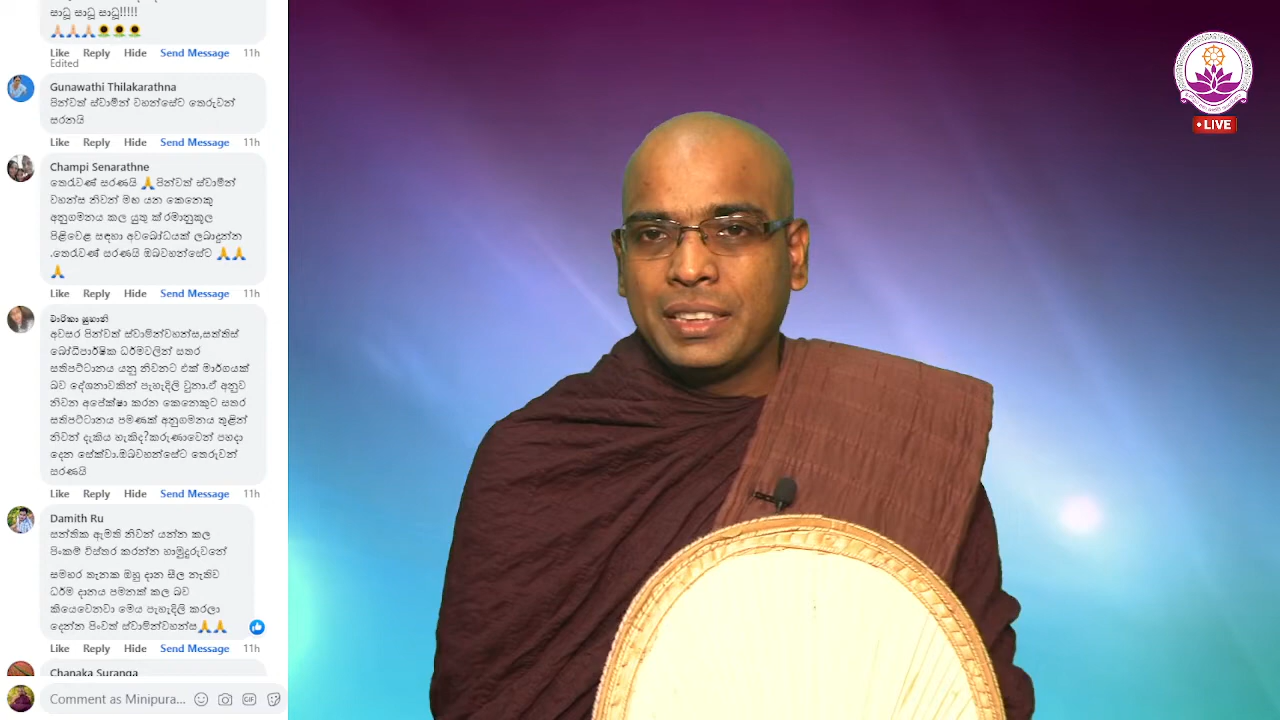 සාධූ සාධූ සාධූ!!!!!
🙏🏻🙏🏻🙏🏻🌻🌻🌻
Like Reply Hide Send Message 11h
Edited
Gunawathi Thilakarathna
පින්වත් ස්වාමීන් වහන්සේට තෙරුවන්
සරනයි
Like Reply Hide Send Message 11h
Champi Senarathne
තෙරැවණ් සරණයි 🙏පින්වත් ස්වාමීන්
වහන්ස නිවන් මඟ යන කෙනෙකු
අනුගමනය කල යුතු ක් රමානුකූල
පිළිවෙළ සඳහා අවබෝධයක් ලබාදුන්න
.තෙරැවණ් සරණයි ඔබවහන්සේට 🙏🙏
🙏
Like Reply Hide Send Message 11h
අවසර පින්වත් ස්වාමින්වහන්ස,සත්තිස්
බෝධිපාර්ෂික ධර්මවලින් සතර
සතිපට්ටානය යනු නිවනට එක් මාර්ගයක්
බව දේශනාවකින් පැහැදිලි වුනා.ඒ අනුව
නිවන අපේක්ෂා කරන කෙනෙකුට සතර
සතිපට්ටානය පමණක් අනුගමනය තුළින්
නිවන් දැකිය හැකිද?කරුණාවෙන් පහදා
දෙන සේක්වා.ඔබවහන්සේට තෙරුවන්
සරණයි
Like Reply Hide Send Message 11h
Damith Ru
සන්තික ඇමති නිවන් යන්න කල
පිංකම් විස්තර කරන්න හාමුදුරුවනේ
සමහර තැනක ඔහු දාන සීල නැතිව
ධර්ම දානය පමනක් කල බව
කියෙවෙනවා මෙය පැහැදිලි කරලා
දෙන්න පිංවත් ස්වාමින්වහන්ස🙏🙏
Like Reply Hide Send Message 11h
Chanaka Suranga
Comment as Minipura...
GIF
• LIVE